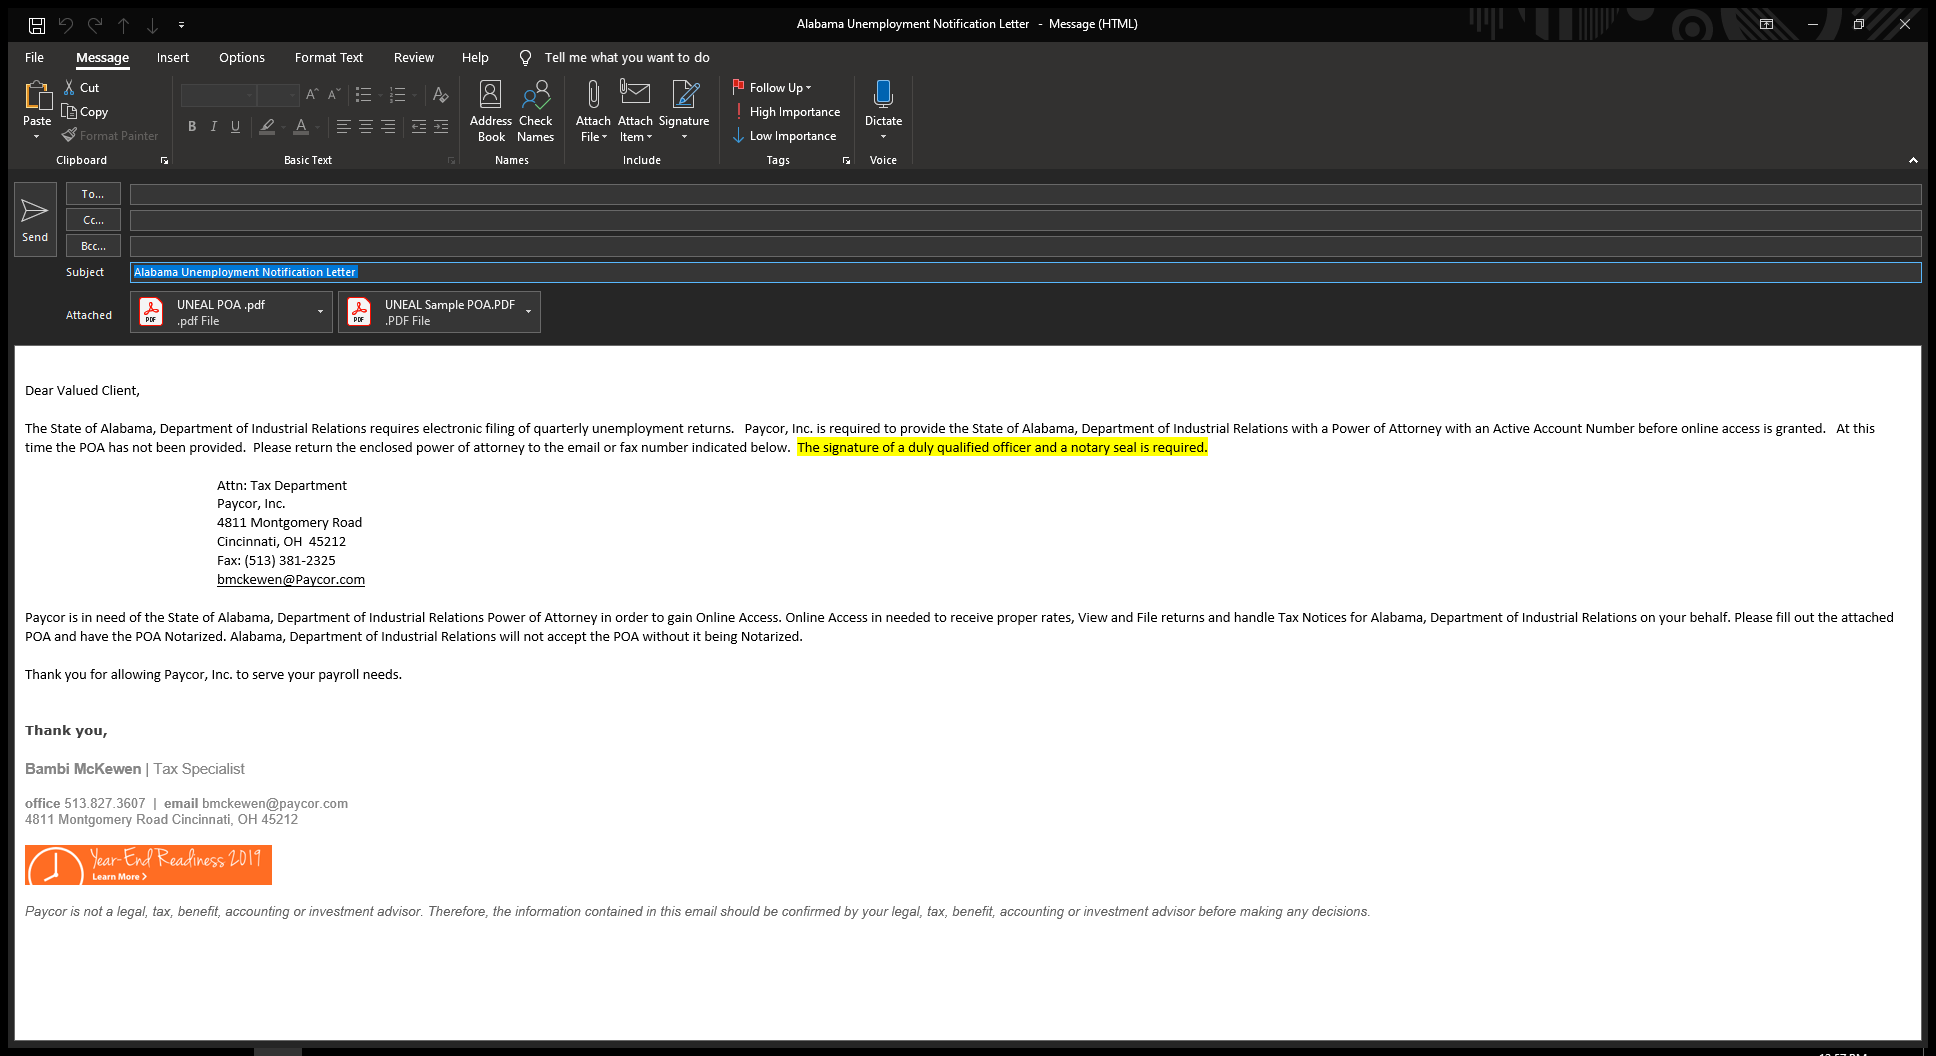 Alabama Unemployment Notification Letter - Message (HTML)
File Message Insert Options Format Text Review Help Tell me what you want to do
Paste
Cut
Copy
Format Painter
Clipboard
B I U A
Basic Text
Address Book
Check Names
Names
Attach File
Attach Item
Signature
Include
Follow Up
High Importance
Low Importance
Tags
Dictate
Voice
Send
To...
Cc...
Bcc...
Subject Alabama Unemployment Notification Letter
Attached
UNEAL POA .pdf
.pdf File
UNEAL Sample POA.PDF
.PDF File
Dear Valued Client,
The State of Alabama, Department of Industrial Relations requires electronic filing of quarterly unemployment returns. Paycor, Inc. is required to provide the State of Alabama, Department of Industrial Relations with a Power of Attorney with an Active Account Number before online access is granted. At this
time the POA has not been provided. Please return the enclosed power of attorney to the email or fax number indicated below. The signature of a duly qualified officer and a notary seal is required.
Attn: Tax Department
Paycor, Inc.
4811 Montgomery Road
Cincinnati, OH 45212
Fax: (513) 381-2325
bmckewen@Paycor.com
Paycor is in need of the State of Alabama, Department of Industrial Relations Power of Attorney in order to gain Online Access. Online Access in needed to receive proper rates, View and File returns and handle Tax Notices for Alabama, Department of Industrial Relations on your behalf. Please fill out the attached
POA and have the POA Notarized. Alabama, Department of Industrial Relations will not accept the POA without it being Notarized.
Thank you for allowing Paycor, Inc. to serve your payroll needs.
Thank you,
Bambi McKewen | Tax Specialist
office 513.827.3607 | email bmckewen@paycor.com
4811 Montgomery Road Cincinnati, OH 45212
Year-End Readiness 2019
Learn More >
Paycor is not a legal, tax, benefit, accounting or investment advisor. Therefore, the information contained in this email should be confirmed by your legal, tax, benefit, accounting or investment advisor before making any decisions.